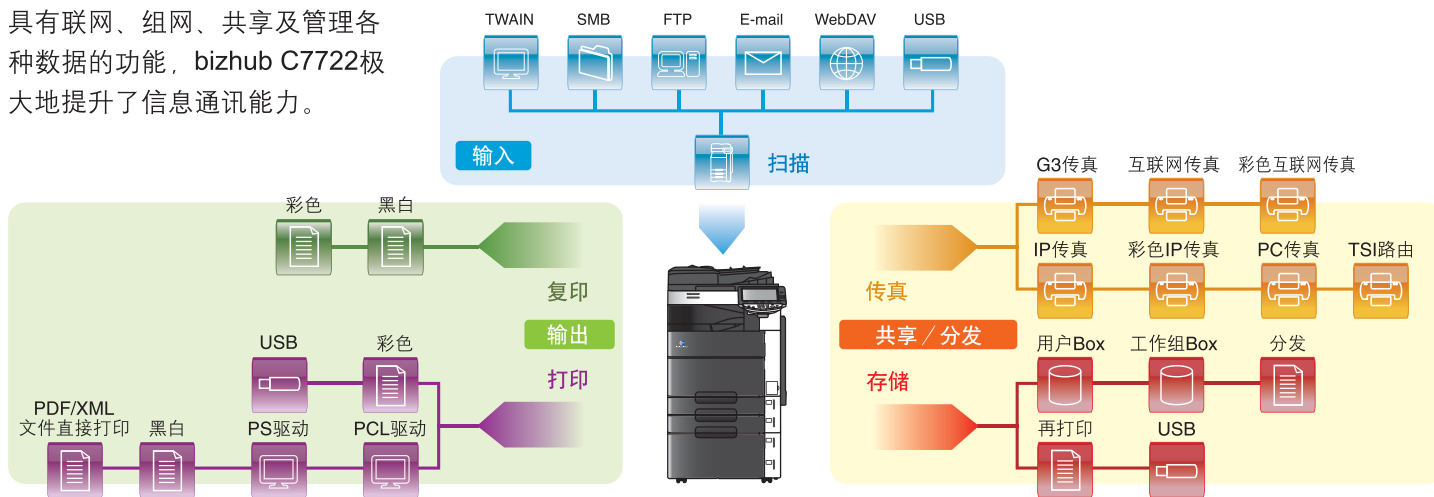 具有联网、组网、共享及管理各
种数据的功能，bizhub C7722极
大地提升了信息通讯能力。
TWAIN SMB FTP E-mail WebDAV USB
输入
扫描
彩色 黑白
复印
输出
USB 彩色
打印
PDF/XML
文件直接打印 黑白 PS驱动 PCL驱动
G3传真 互联网传真 彩色互联网传真
IP传真 彩色IP传真 PC传真 TSI路由
传真
共享／分发
用户Box 工作组Box 分发
存储
再打印 USB